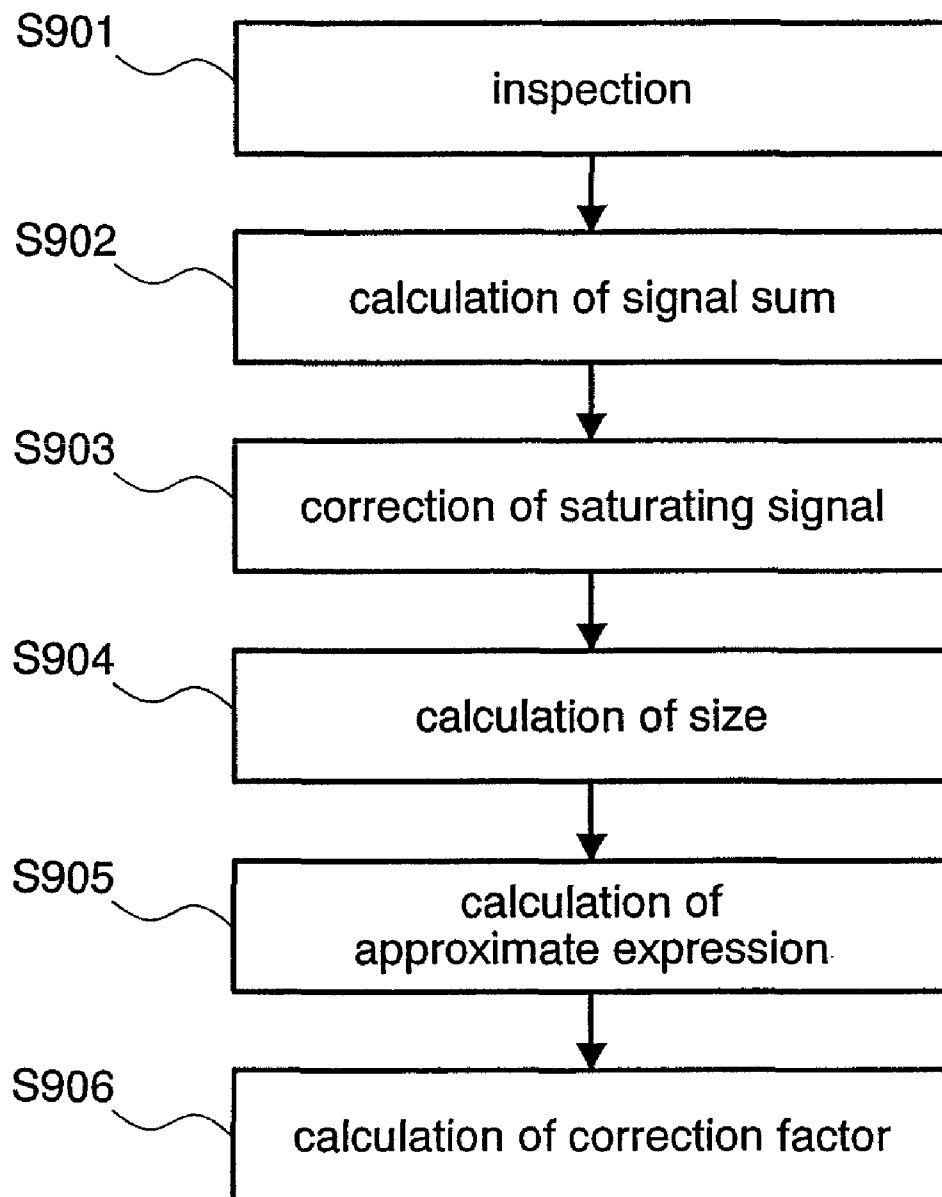 S901
inspection
S902
calculation of signal sum
S903
correction of saturating signal
S904
calculation of size
S905
calculation of
approximate expression
S906
calculation of correction factor